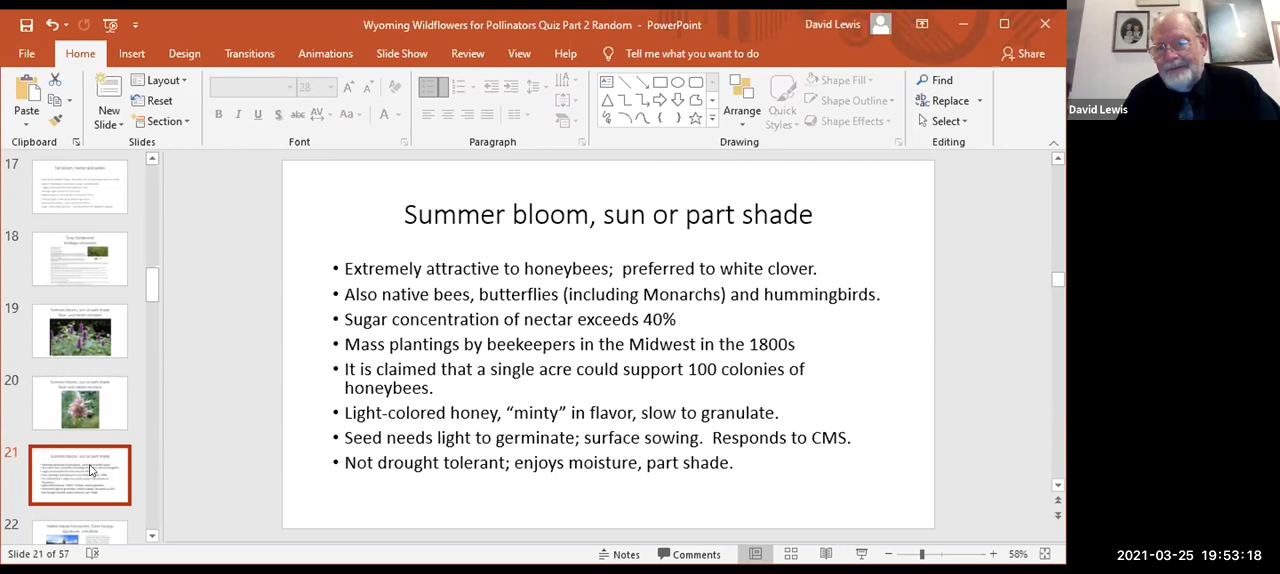 Wyoming Wildflowers for Pollinators Quiz Part 2 Random - PowerPoint
David Lewis
File Home Insert Design Transitions Animations Slide Show Review View Help Tell me what you want to do Share
Paste
New Slide
Layout
Reset
Section
28
B I U S abc AV Aa A
Arrange
Quick Styles
Shape Fill
Shape Outline
Shape Effects
Find
Replace
Select
Clipboard Slides Font Paragraph Drawing Editing
David Lewis
17
18
19
20
21
22
Summer bloom, sun or part shade
• Extremely attractive to honeybees; preferred to white clover.
• Also native bees, butterflies (including Monarchs) and hummingbirds.
• Sugar concentration of nectar exceeds 40%
• Mass plantings by beekeepers in the Midwest in the 1800s
• It is claimed that a single acre could support 100 colonies of
honeybees.
• Light-colored honey, “minty” in flavor, slow to granulate.
• Seed needs light to germinate; surface sowing. Responds to CMS.
• Not drought tolerant enjoys moisture, part shade.
Slide 21 of 57
Notes Comments 58%
2021-03-25 19:53:18